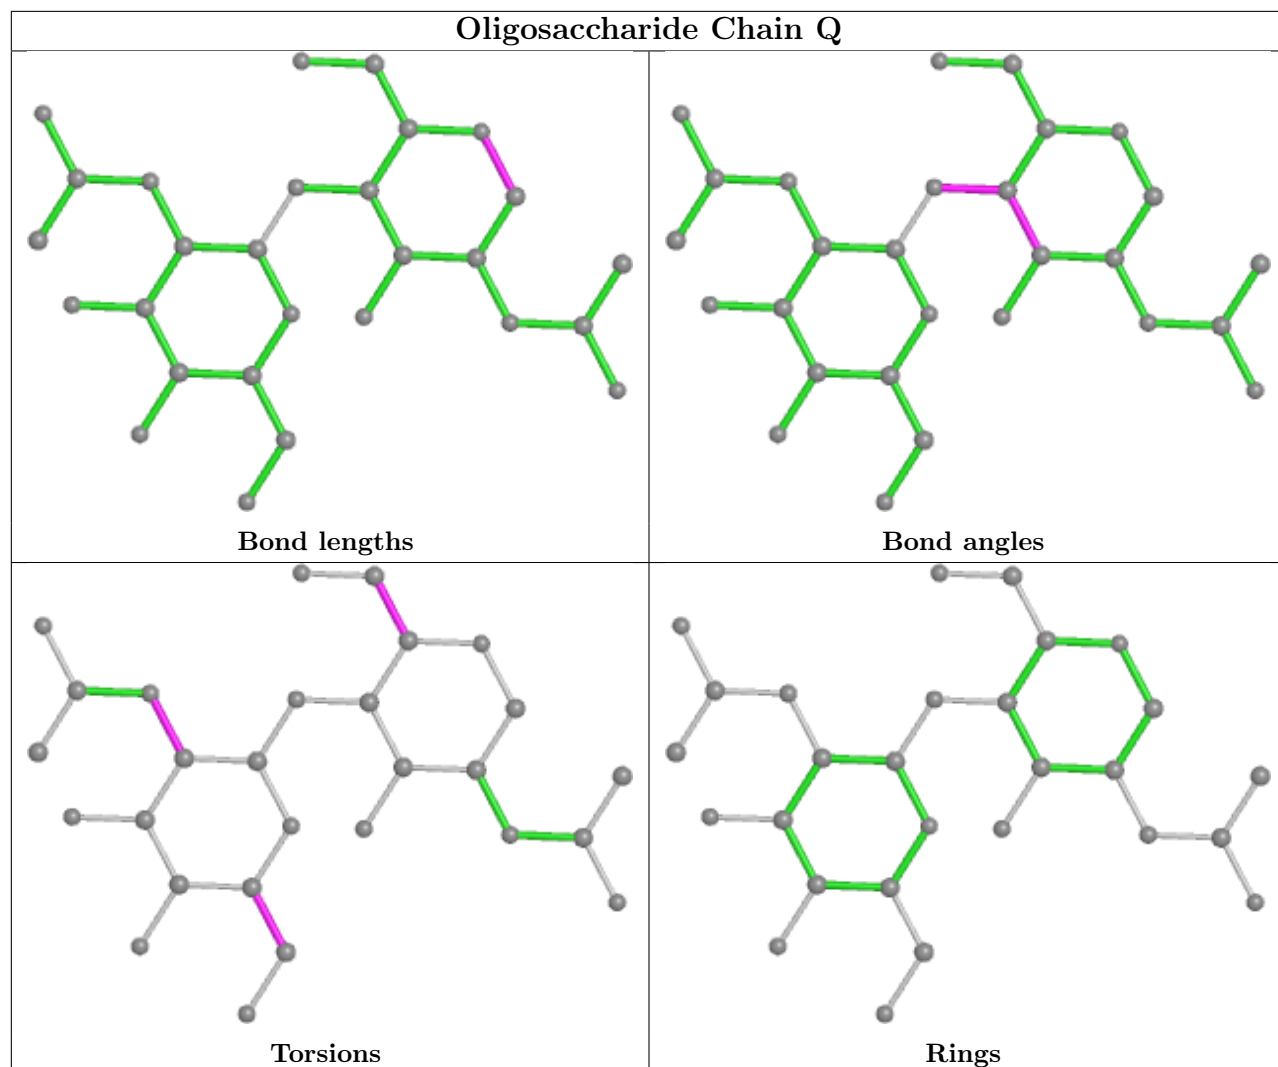 Oligosaccharide Chain Q
Bond lengths
Bond angles
Torsions
Rings